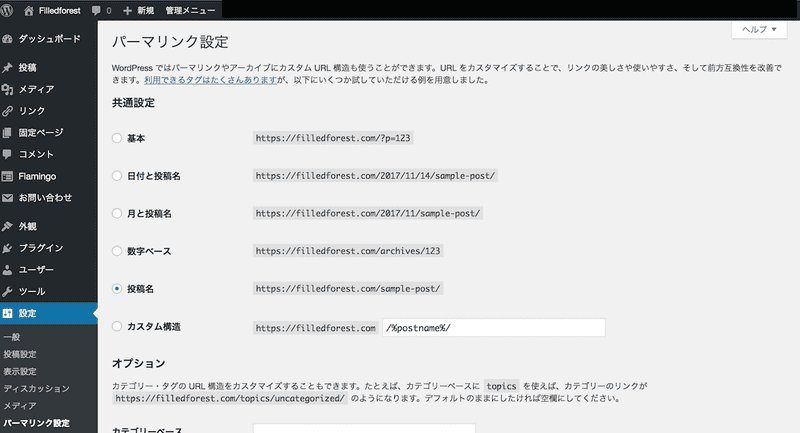 Filledforest 0 新規 管理メニュー
ヘルプ ▼
ダッシュボード
投稿
メディア
リンク
固定ページ
コメント
Flamingo
お問い合わせ
外観
プラグイン
ユーザー
ツール
設定
一般
投稿設定
表示設定
ディスカッション
メディア
パーマリンク設定
パーマリンク設定
WordPress ではパーマリンクやアーカイブにカスタム URL 構造も使うことができます。URL をカスタマイズすることで、リンクの美しさや使いやすさ、そして前方互換性を改善で
きます。利用できるタグはたくさんありますが、以下にいくつか試していただける例を用意しました。
共通設定
基本 https://filledforest.com/?p=123
日付と投稿名 https://filledforest.com/2017/11/14/sample-post/
月と投稿名 https://filledforest.com/2017/11/sample-post/
数字ベース https://filledforest.com/archives/123
投稿名 https://filledforest.com/sample-post/
カスタム構造 https://filledforest.com /%postname%/
オプション
カテゴリー・タグの URL 構造をカスタマイズすることもできます。たとえば、カテゴリーベースに topics を使えば、カテゴリーのリンクが
https://filledforest.com/topics/uncategorized/ のようになります。デフォルトのままにしたければ空欄にしてください。
カテゴリーベース